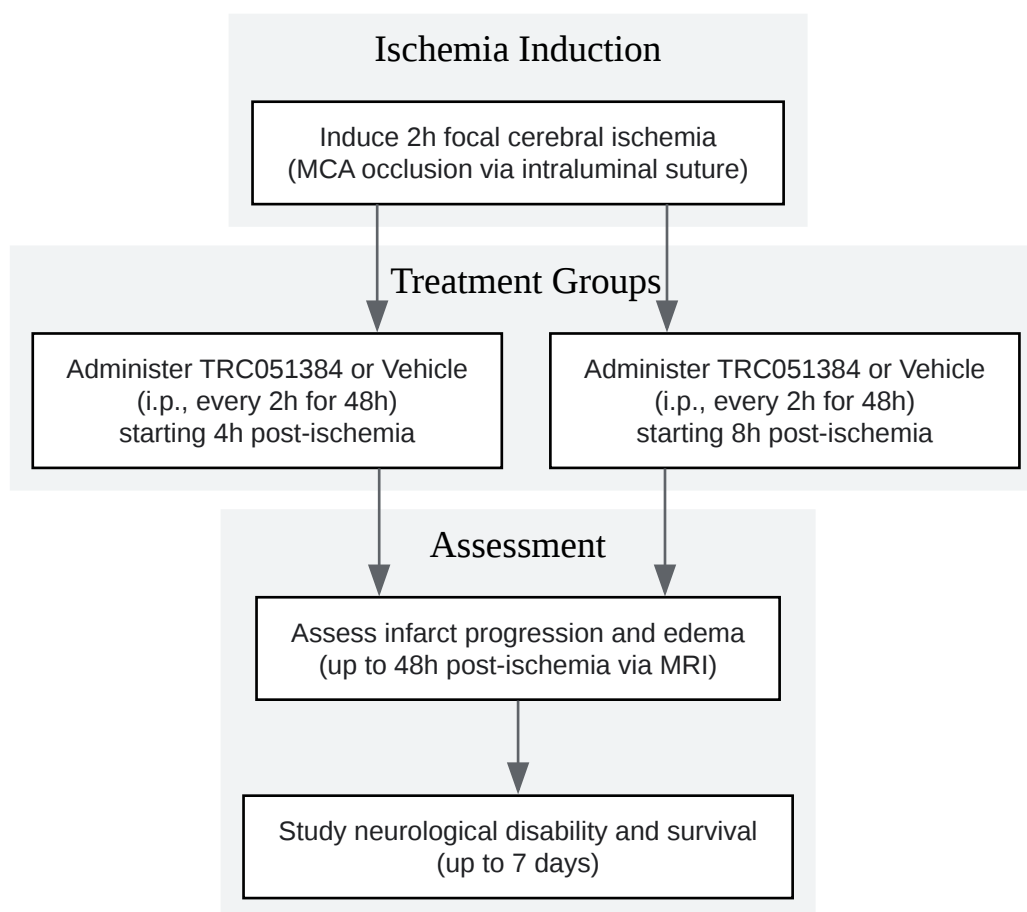 Ischemia Induction
Induce 2h focal cerebral ischemia
(MCA occlusion via intraluminal suture)
Treatment Groups
Administer TRC051384 or Vehicle
(i.p., every 2h for 48h)
starting 4h post-ischemia
Administer TRC051384 or Vehicle
(i.p., every 2h for 48h)
starting 8h post-ischemia
Assessment
Assess infarct progression and edema
(up to 48h post-ischemia via MRI)
Study neurological disability and survival
(up to 7 days)